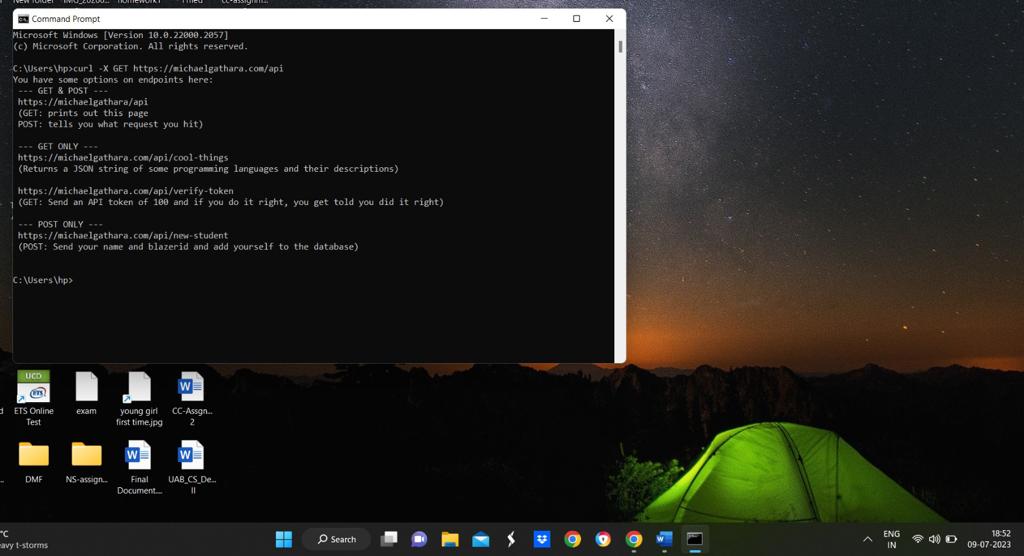 New folder
IMG_20200...
homework1
cc-assignm...
Command Prompt
Microsoft Windows [Version 10.0.22000.2057]
(c) Microsoft Corporation. All rights reserved.
C:\Users\hp>curl -X GET https://michaelgathara.com/api
You have some options on endpoints here:
--- GET & POST ---
https://michaelgathara/api
(GET: prints out this page
POST: tells you what request you hit)
--- GET ONLY ---
https://michaelgathara.com/api/cool-things
(Returns a JSON string of some programming languages and their descriptions)
https://michaelgathara.com/api/verify-token
(GET: Send an API token of 100 and if you do it right, you get told you did it right)
--- POST ONLY ---
https://michaelgathara.com/api/new-student
(POST: Send your name and blazerid and add yourself to the database)
C:\Users\hp>
UCD
ETS
ETS Online
Test
exam
young girl
first time.jpg
CC-Assgn...
2
DMF
NS-assign...
Final
Document....
UAB_CS_De...
II
°C
eavy t-storms
Search
ENG
IN
18:52
09-07-2023